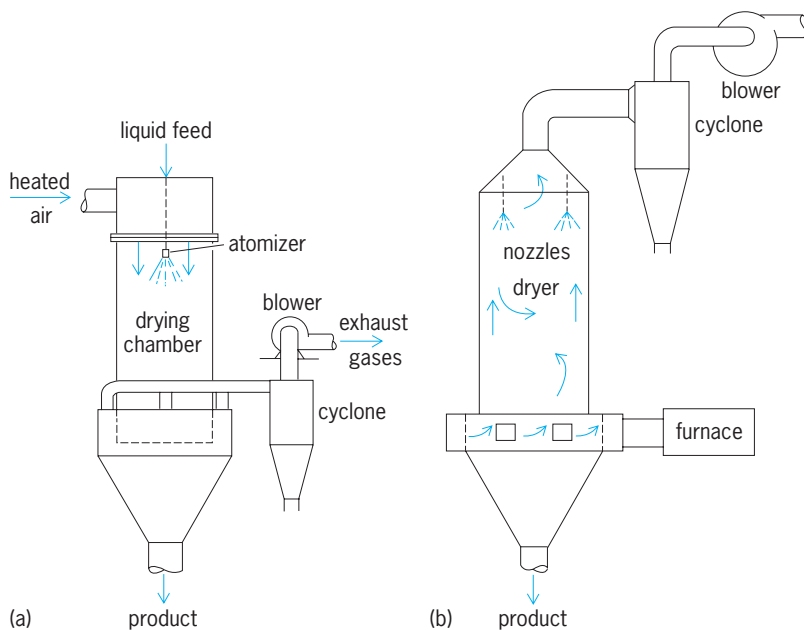 liquid feed
heated
air
atomizer
drying
chamber
blower
exhaust
gases
cyclone
(a)
product
blower
cyclone
nozzles
dryer
furnace
(b)
product